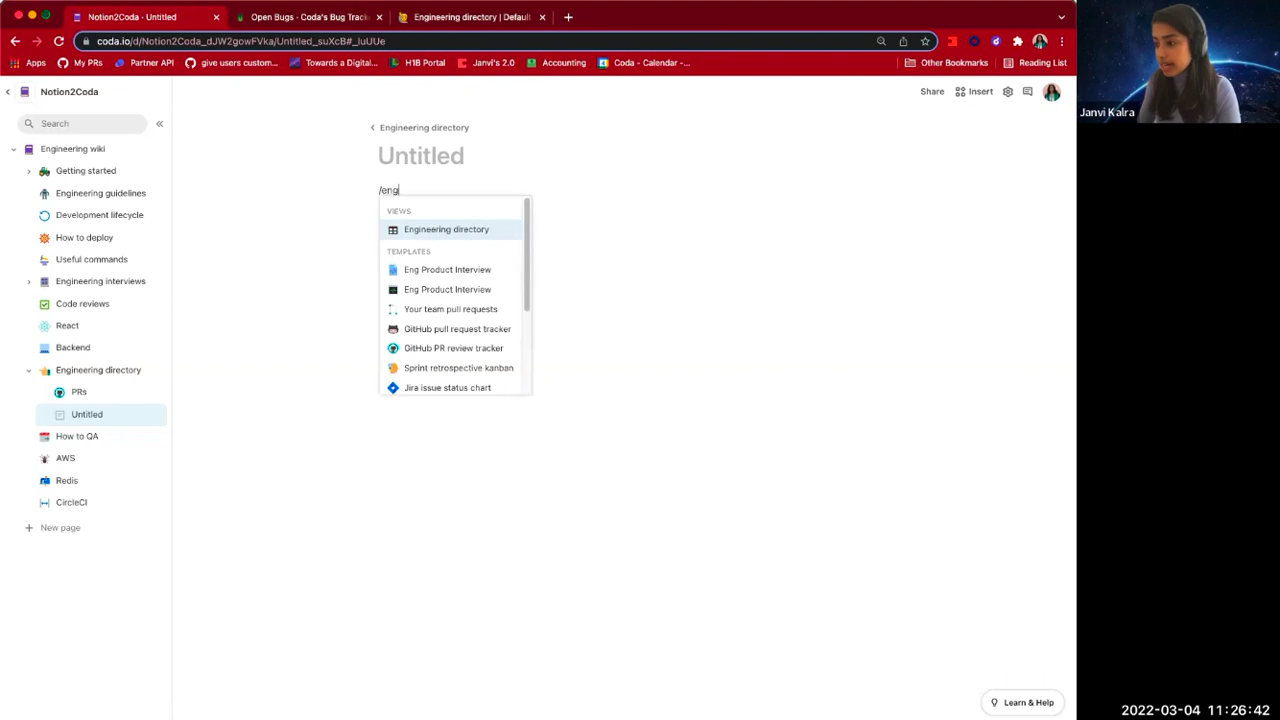 Notion2Coda · Untitled
Open Bugs - Coda's Bug Track
Engineering directory | Default
coda.io/d/Notion2Coda_dJW2gowFVka/Untitled_suXcB#_luUUe
Apps
My PRs
Partner API
give users custom...
Towards a Digital...
H1B Portal
Janvi's 2.0
Accounting
Coda - Calendar -...
Other Bookmarks
Reading List
Notion2Coda
Share
Insert
Search
Engineering wiki
Getting started
Engineering guidelines
Development lifecycle
How to deploy
Useful commands
Engineering interviews
Code reviews
React
Backend
Engineering directory
PRs
Untitled
How to QA
AWS
Redis
CircleCI
New page
Engineering directory
Untitled
/eng
VIEWS
Engineering directory
TEMPLATES
Eng Product Interview
Eng Product Interview
Your team pull requests
GitHub pull request tracker
GitHub PR review tracker
Sprint retrospective kanban
Jira issue status chart
Learn & Help
Janvi Kalra
2022-03-04 11:26:42